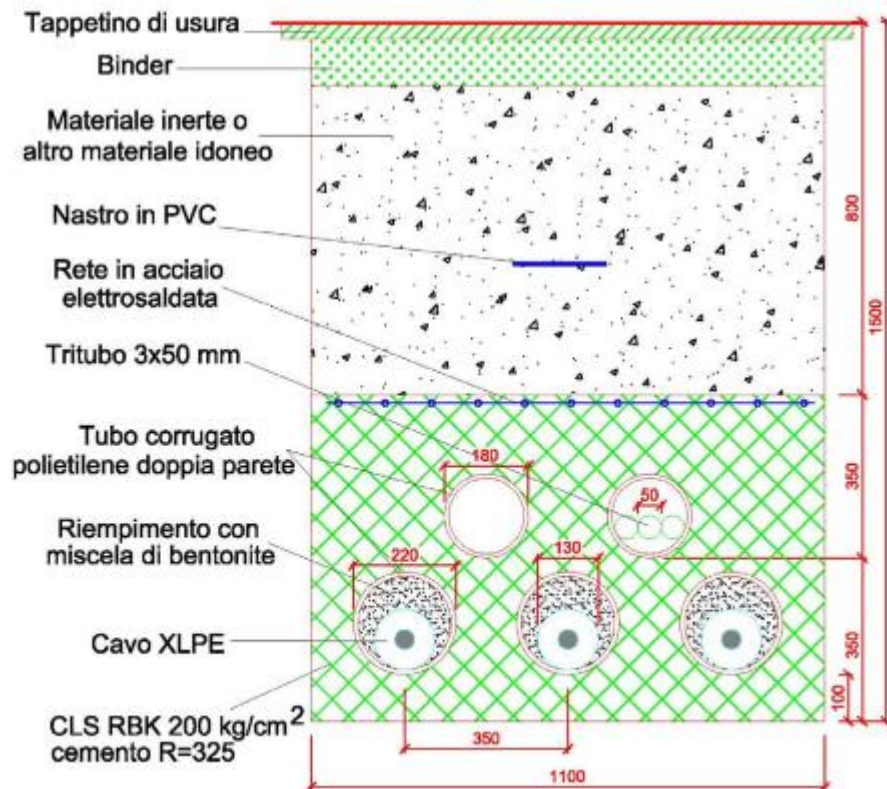 Tappetino di usura
Binder
Materiale inerte o
altro materiale idoneo
Nastro in PVC
Rete in acciaio
elettrosaldata
Tritubo 3x50 mm
Tubo corrugato
polietilene doppia parete
Riempimento con
miscela di bentonite
Cavo XLPE
CLS RBK 200 kg/cm²
cemento R=325
180
50
220
130
350
1100
800
350
350
100
1500